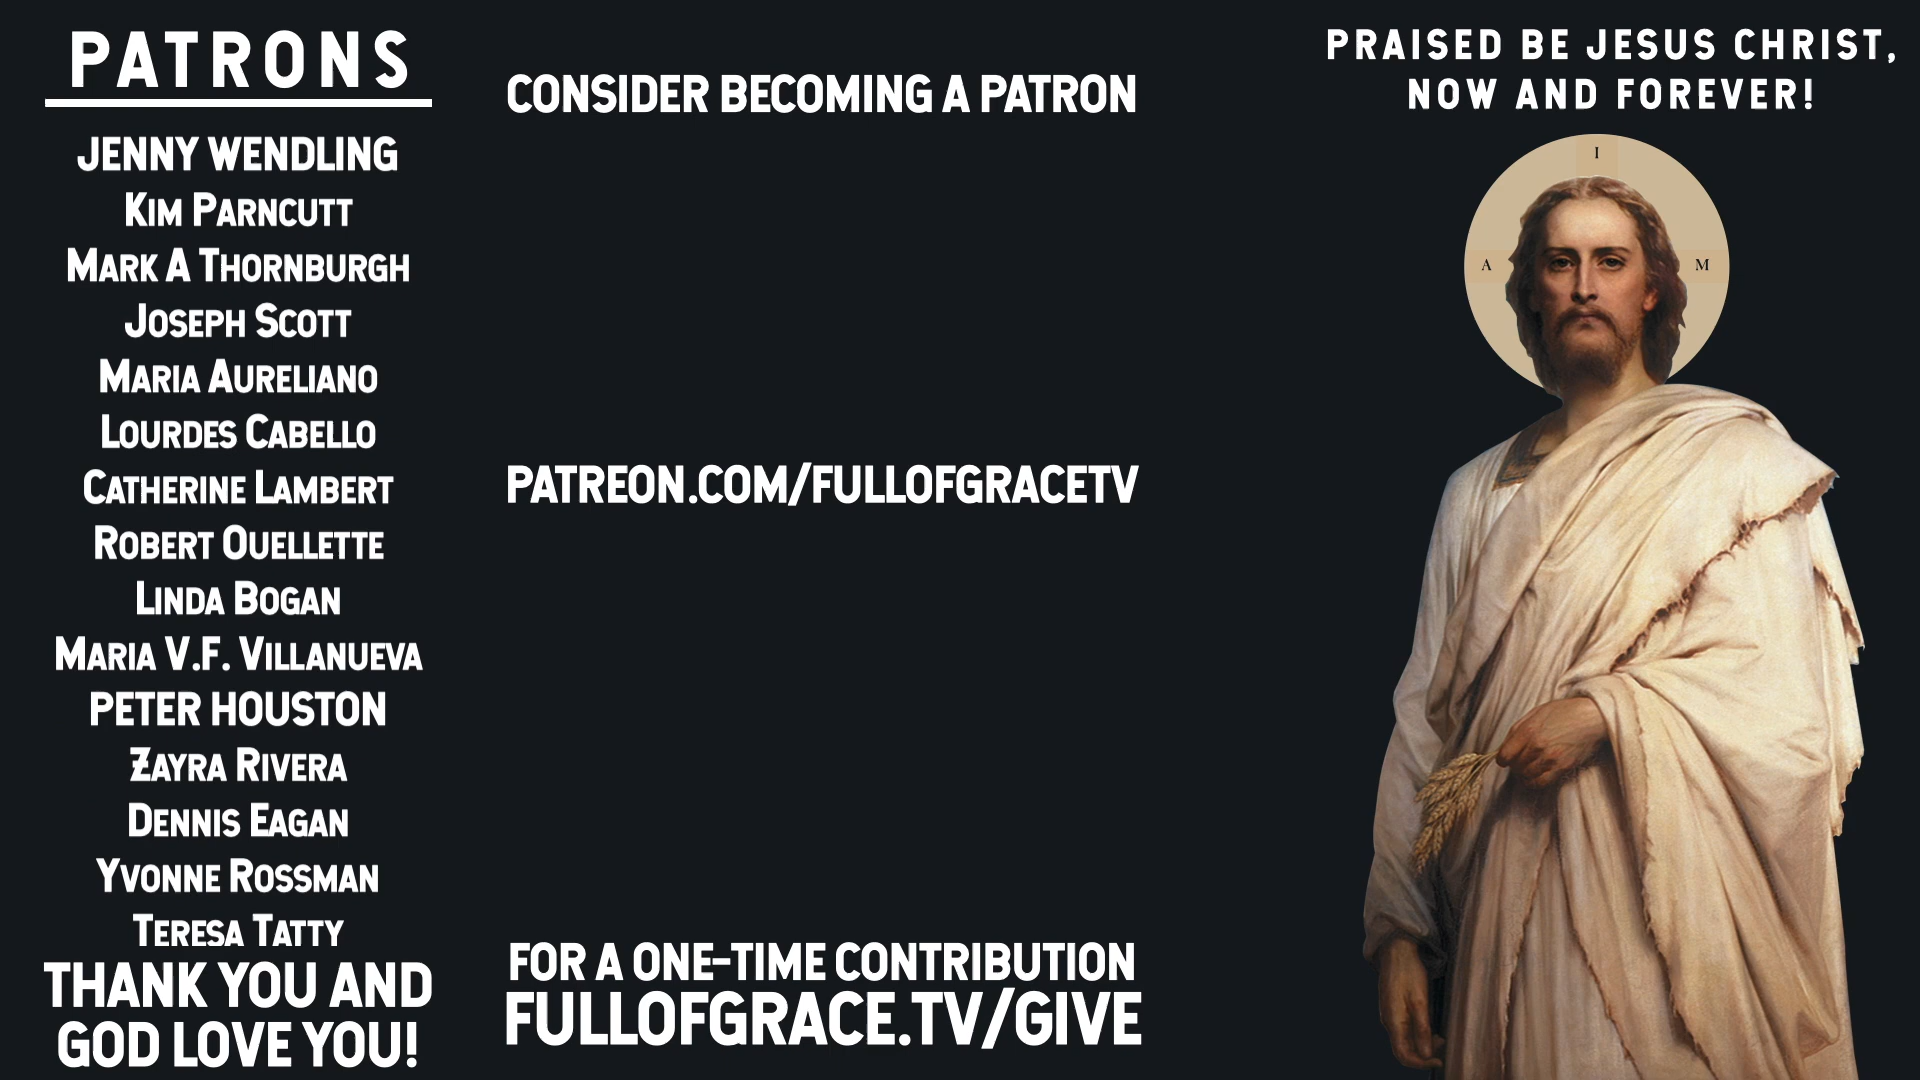 PATRONS
JENNY WENDLING
KIM PARNCUTT
MARK A THORNBURGH
JOSEPH SCOTT
MARIA AURELIANO
LOURDES CABELLO
CATHERINE LAMBERT
ROBERT OUELLETTE
LINDA BOGAN
MARIA V.F. VILLANUEVA
PETER HOUSTON
ZAYRA RIVERA
DENNIS EAGAN
YVONNE ROSSMAN
TERESA TATTY
THANK YOU AND
GOD LOVE YOU!
CONSIDER BECOMING A PATRON
PATREON.COM/FULLOFGRACETV
FOR A ONE-TIME CONTRIBUTION
FULLOFGRACE.TV/GIVE
PRAISED BE JESUS CHRIST,
NOW AND FOREVER!
I
A M